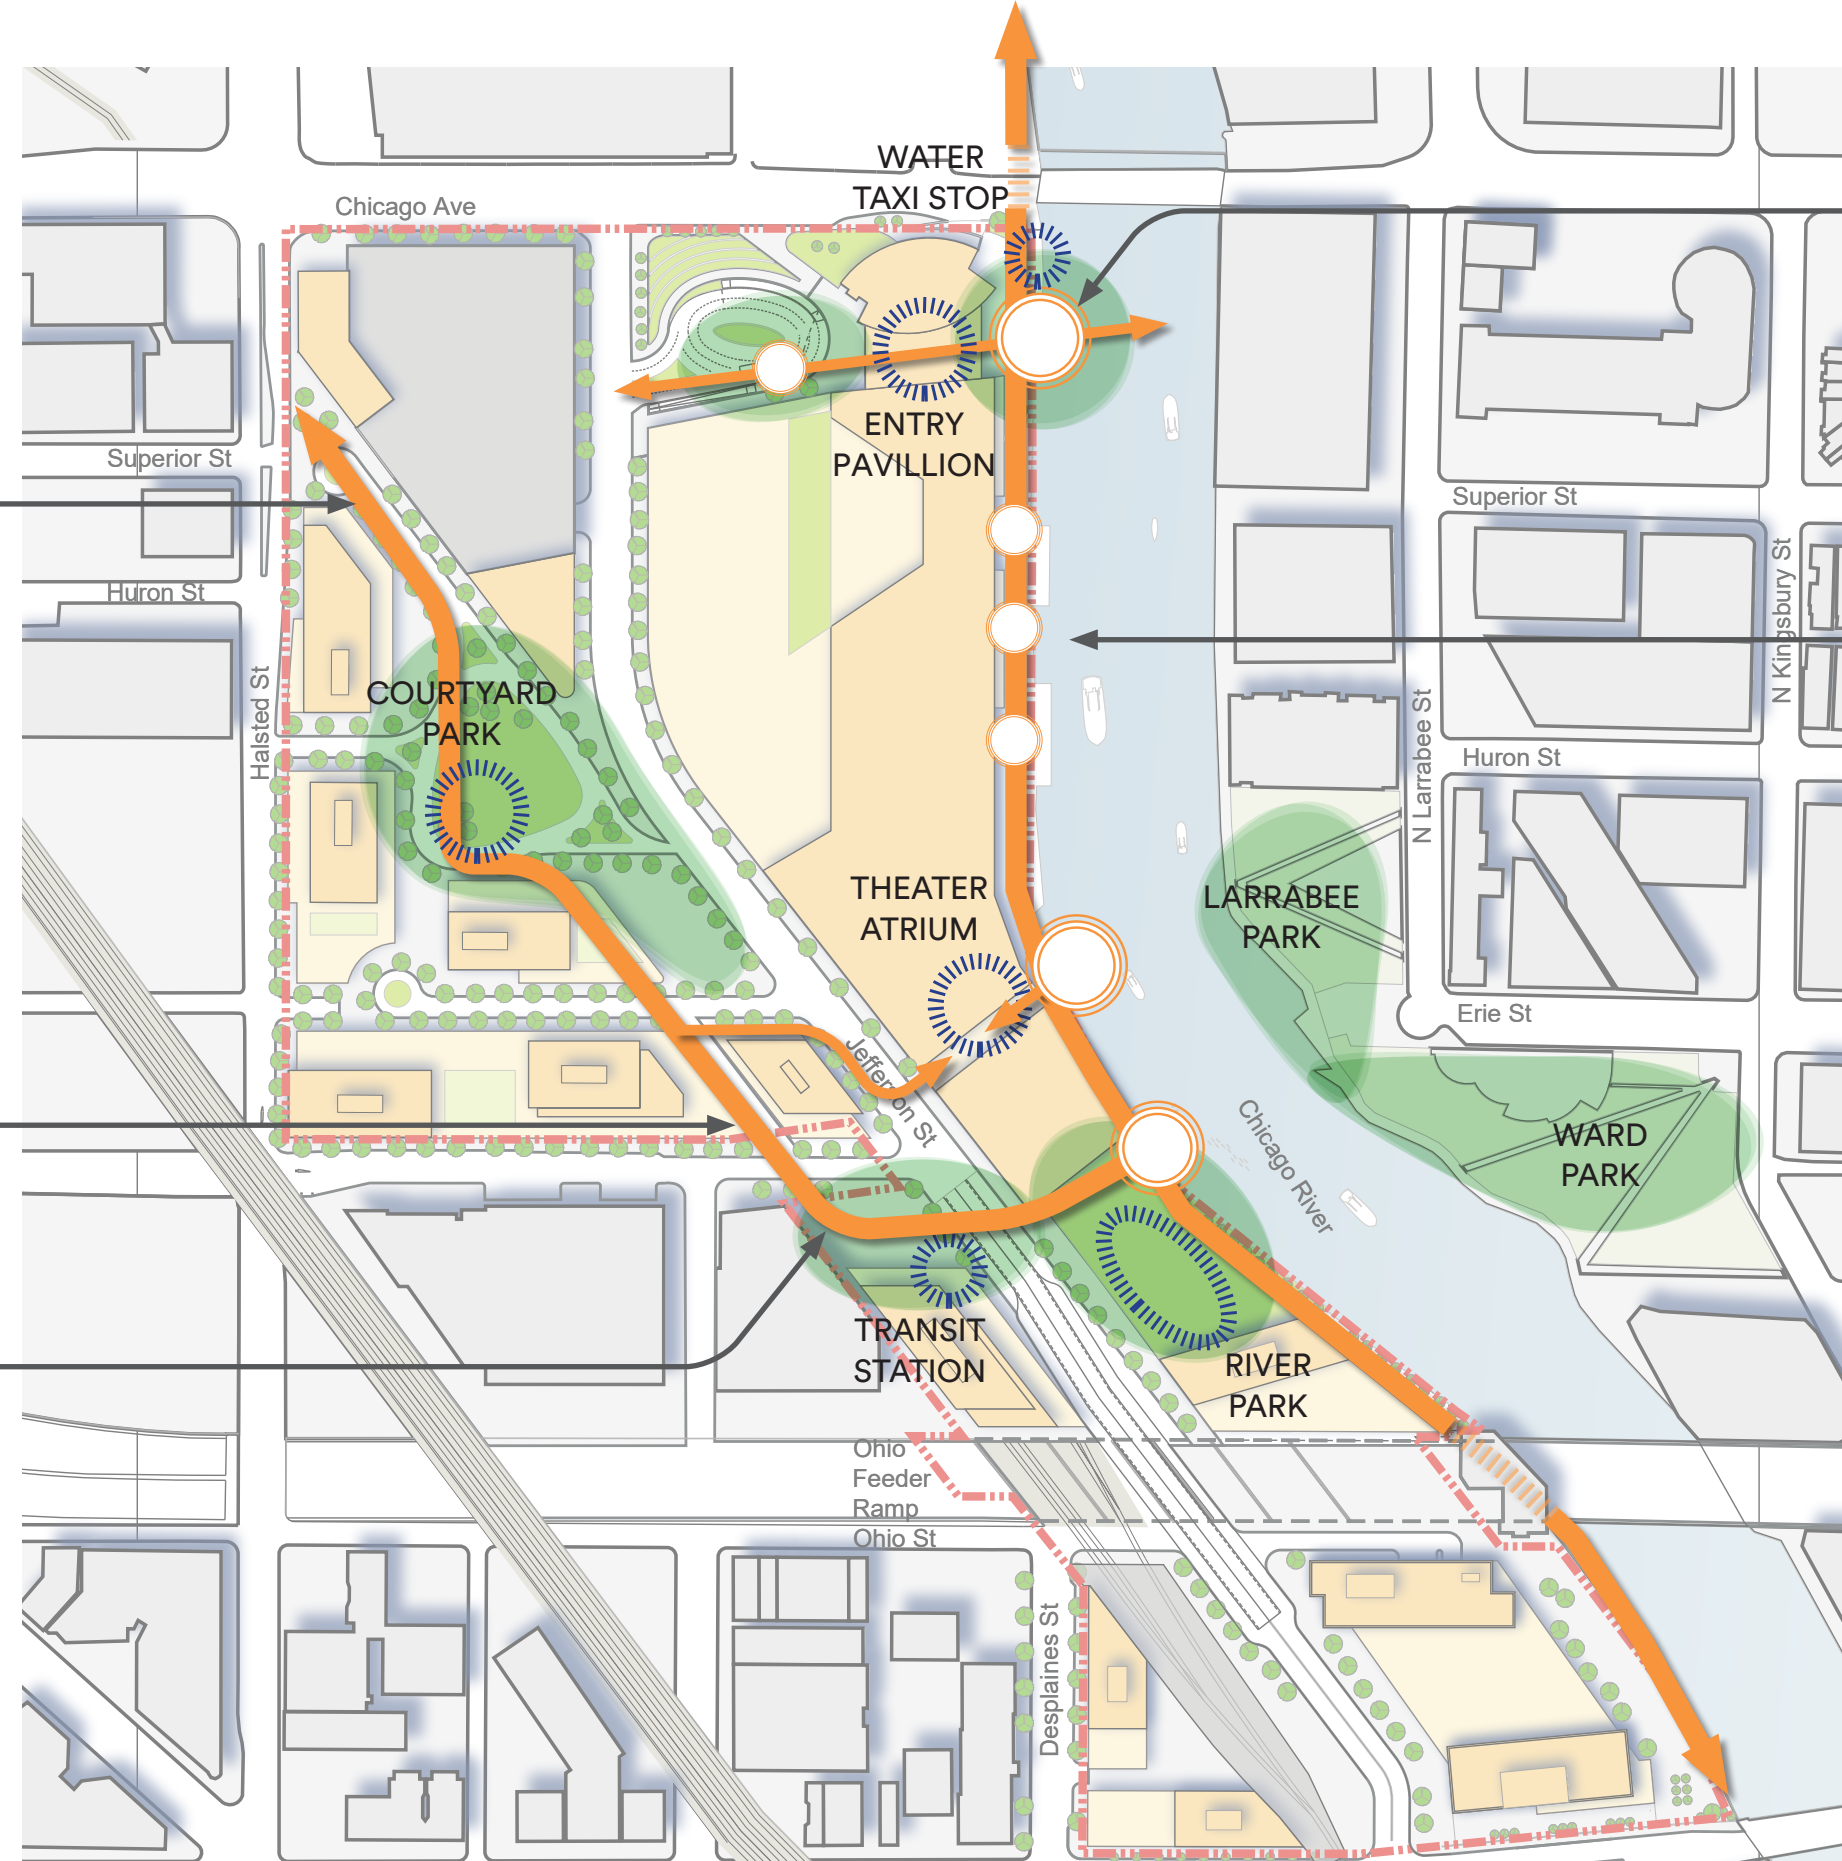 WATER
TAXI STOP
Chicago Ave
ENTRY
PAVILLION
Superior St
Superior St
Huron St
N Kingsbury St
Halsted St
COURTYARD
PARK
N Larrabee St
Huron St
THEATER
ATRIUM
LARRABEE
PARK
Erie St
Jefferson St
Chicago River
WARD
PARK
TRANSIT
STATION
RIVER
PARK
Ohio
Feeder
Ramp
Ohio St
Desplaines St